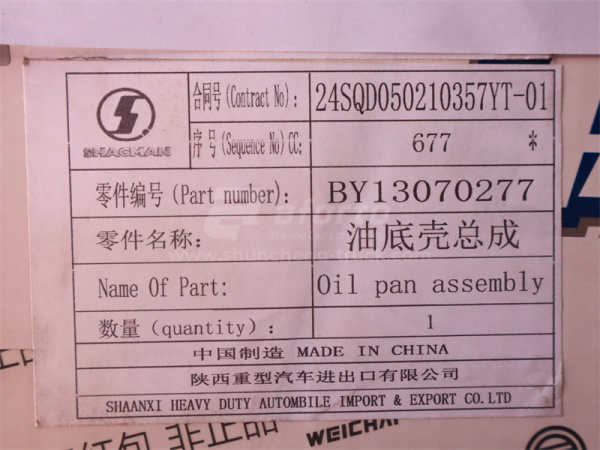 SHACMAN
合同号(Contract No): 24SQD050210357YT-01
序 号(Sequence No)CC: 677 *
零件编号(Part number): BY13070277
零件名称: 油底壳总成
Name Of Part: Oil pan assembly
数量(quantity): 1
中国制造 MADE IN CHINA
陕西重型汽车进出口有限公司
SHAANXI HEAVY DUTY AUTOMBILE IMPORT & EXPORT CO.LTD
非正品
WEICHAI